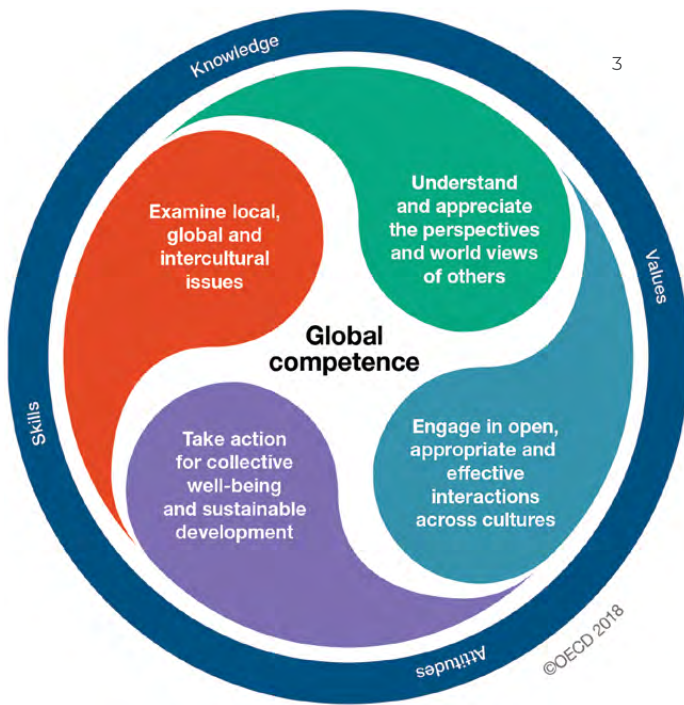 Knowledge
3
Examine local,
global and
intercultural
issues
Understand
and appreciate
the perspectives
and world views
of others
Values
Global
competence
Skills
Take action
for collective
well-being
and sustainable
development
Engage in open,
appropriate and
effective
interactions
across cultures
Attitudes
©OECD 2018